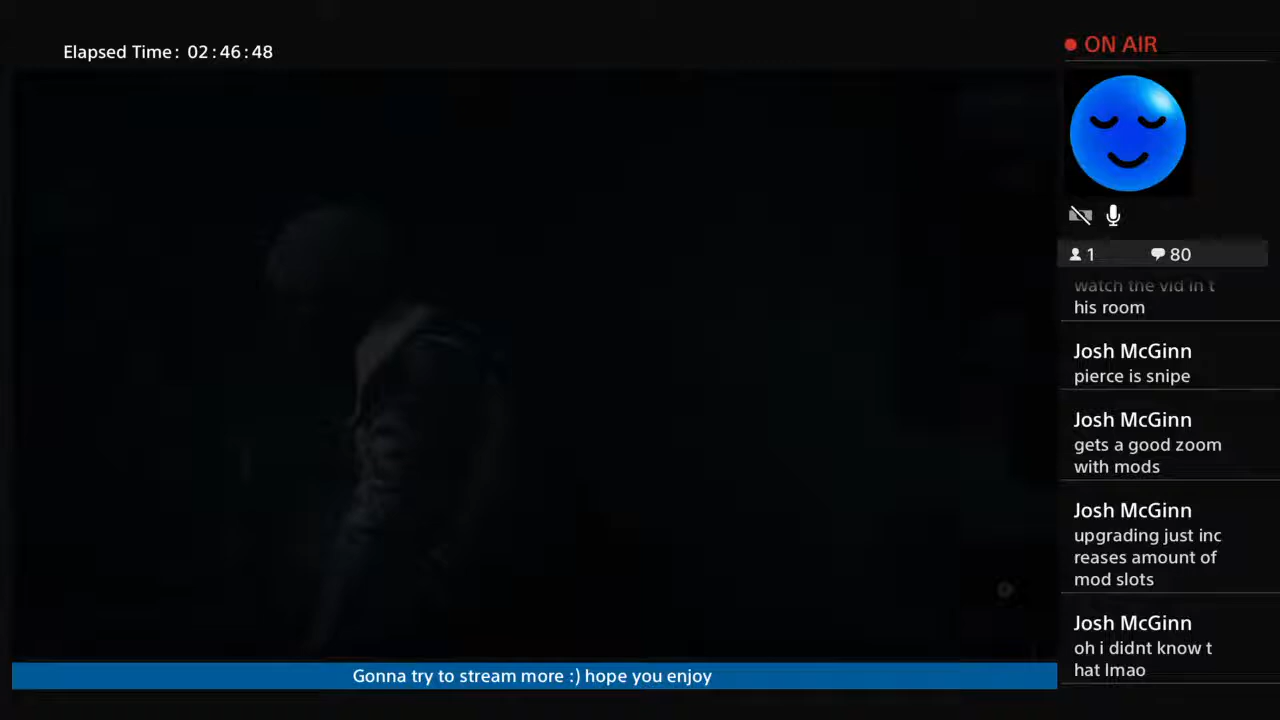 Elapsed Time: 02:46:48
ON AIR
1 80
watch the vid in t
his room
Josh McGinn
pierce is snipe
Josh McGinn
gets a good zoom
with mods
Josh McGinn
upgrading just inc
reases amount of
mod slots
Josh McGinn
oh i didnt know t
hat lmao
Gonna try to stream more :) hope you enjoy